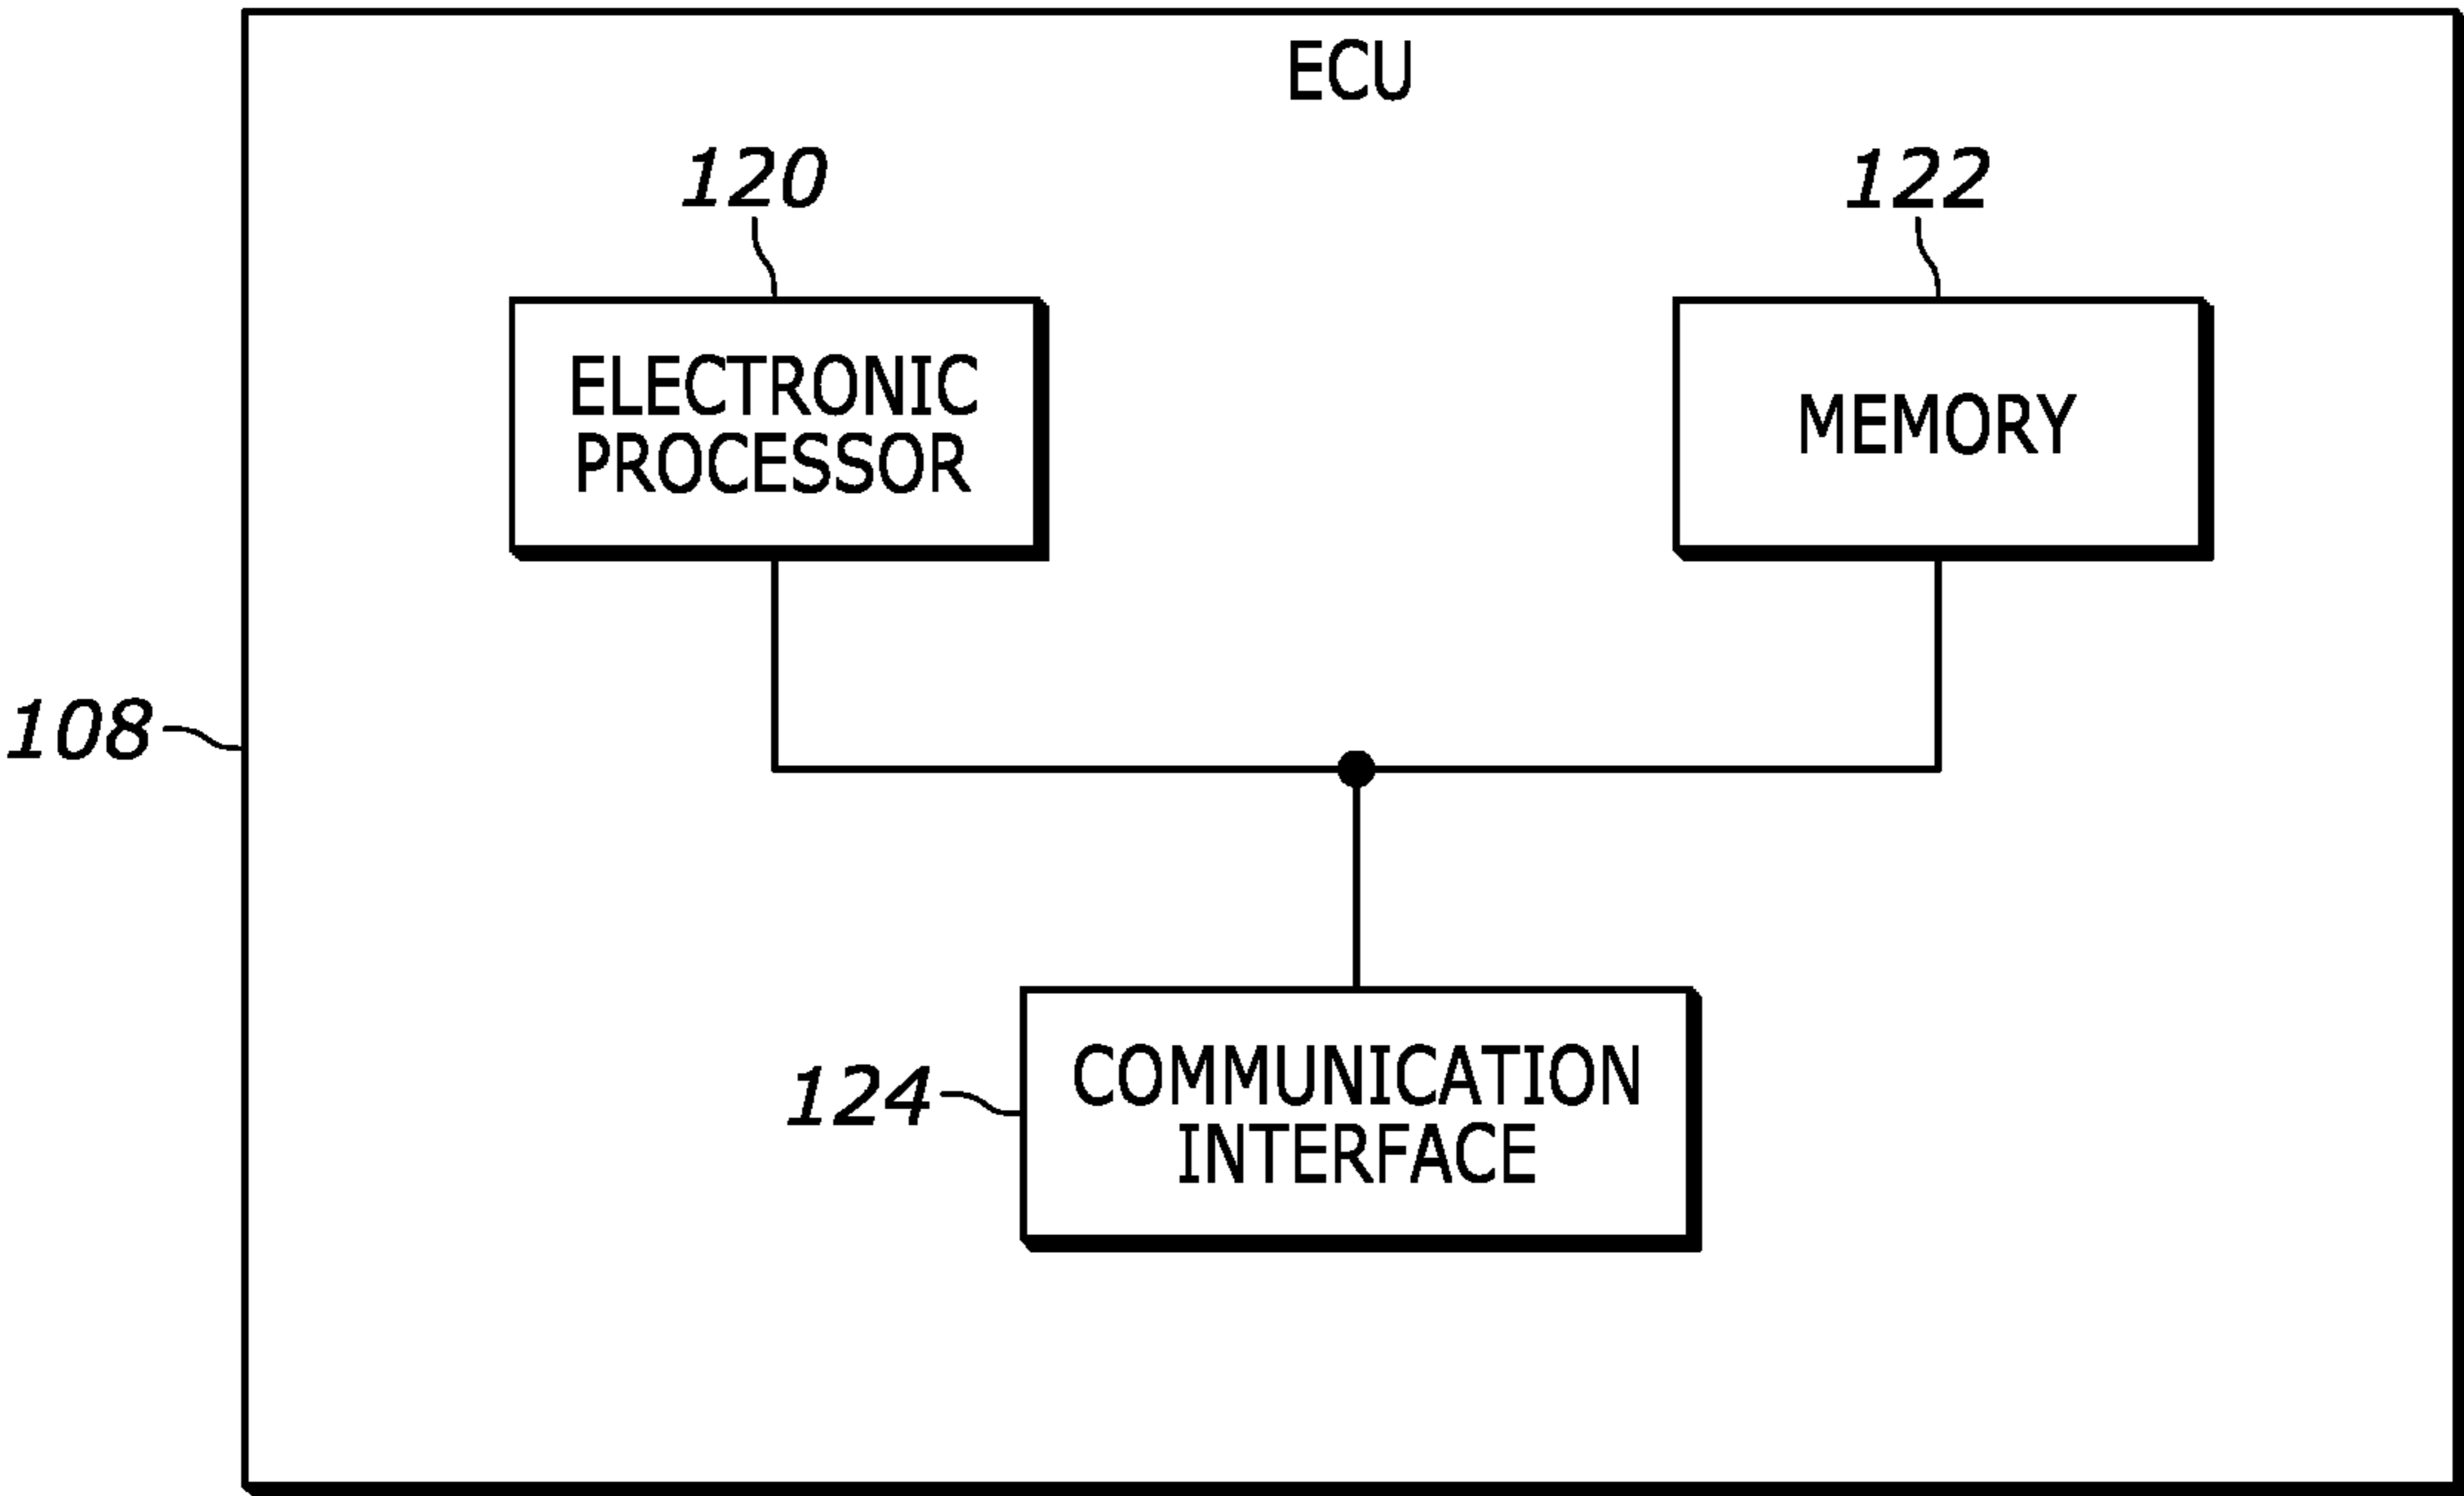 ECU
120
122
ELECTRONIC
PROCESSOR
MEMORY
108
124
COMMUNICATION
INTERFACE